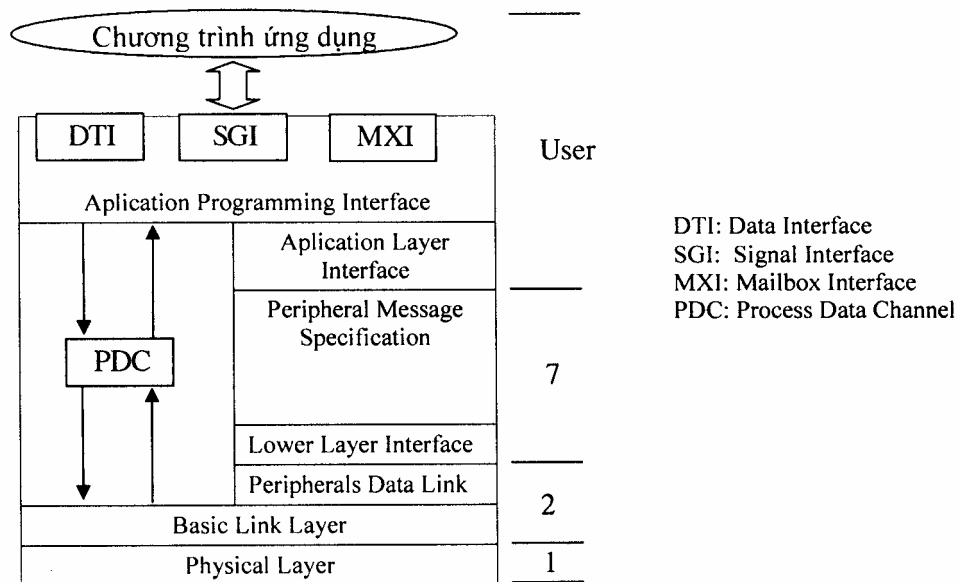 Chương trình ứng dụng
DTI
SGI
MXI
User
Aplication Programming Interface
Aplication Layer
Interface
DTI: Data Interface
SGI: Signal Interface
MXI: Mailbox Interface
PDC: Process Data Channel
Peripheral Message
Specification
PDC
7
Lower Layer Interface
Peripherals Data Link
2
Basic Link Layer
Physical Layer
1